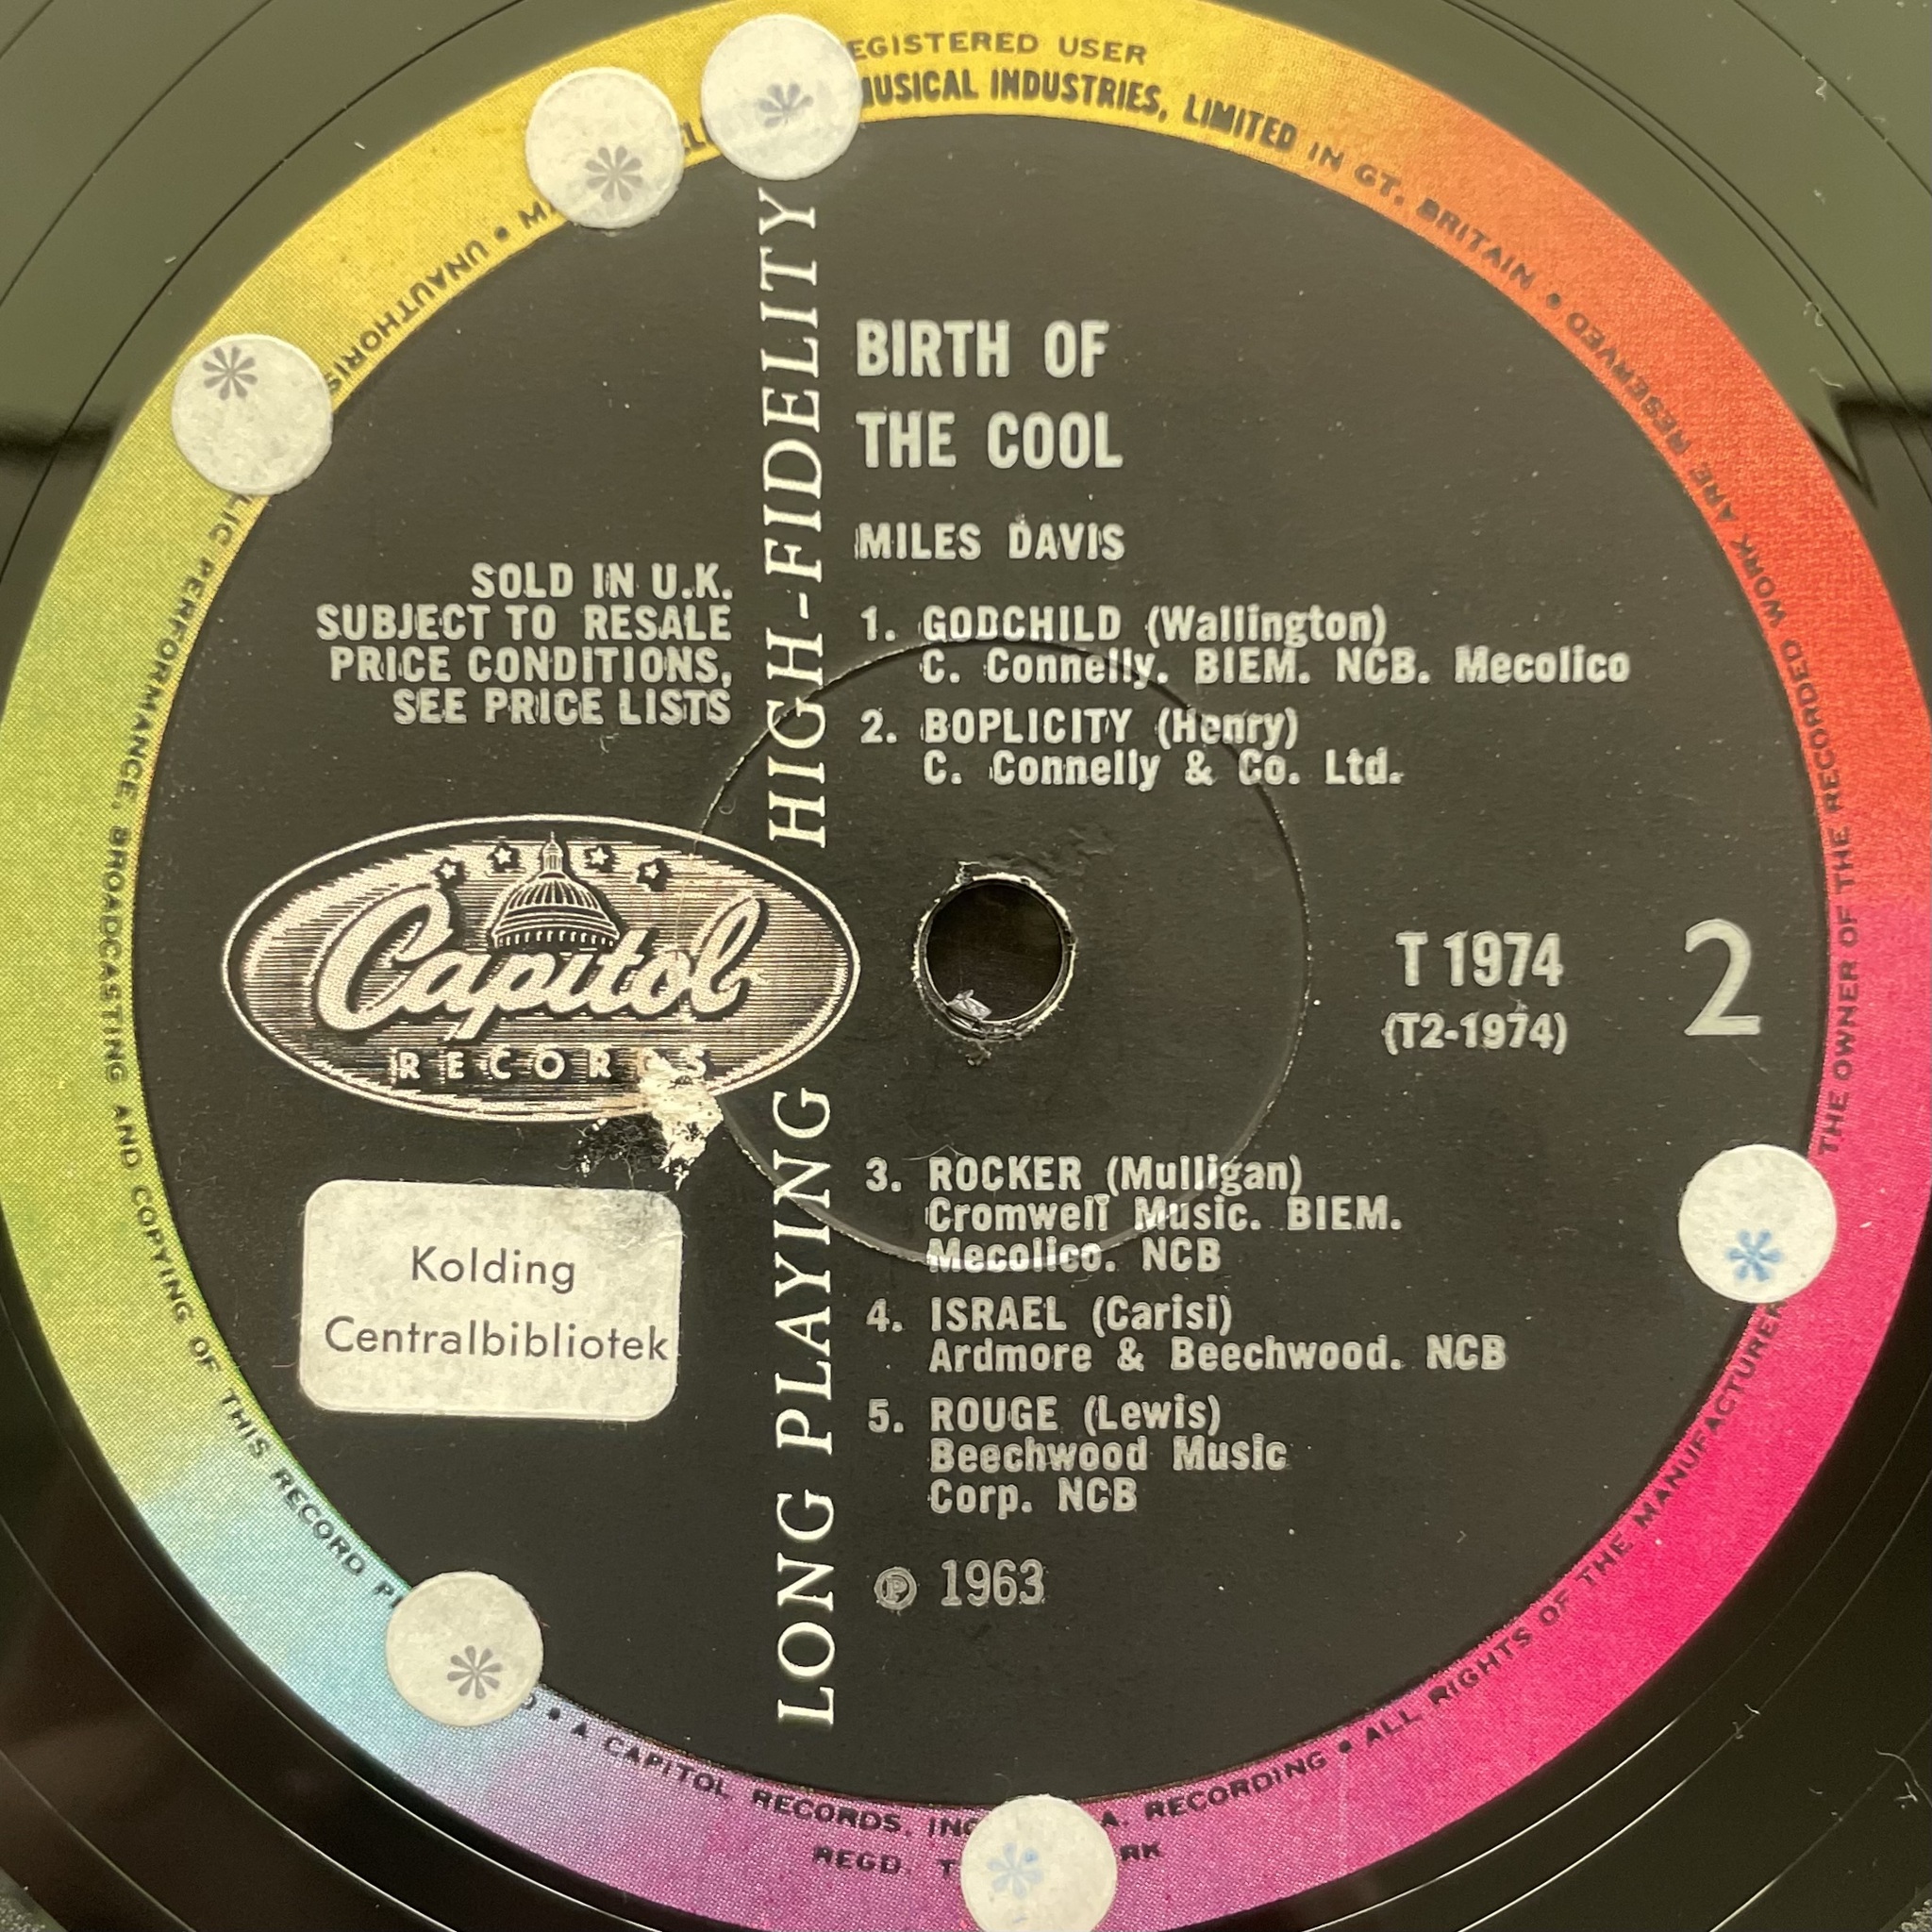 EGISTERED USER
MUSICAL INDUSTRIES, LIMITED IN GT. BRITAIN • THE OWNER OF THE RECORDED WORK ARE RESERVED
ALL RIGHTS OF THE MANUFACTURER
UNAUTHORIS
LIC PERFORMANCE, BROADCASTING AND COPYING OF THIS RECORD P
• A CAPITOL RECORDS, INC A. RECORDING •
REGD. T RK
HIGH-FIDELITY
LONG PLAYING
BIRTH OF
THE COOL
MILES DAVIS
SOLD IN U.K.
SUBJECT TO RESALE
PRICE CONDITIONS,
SEE PRICE LISTS
1. GODCHILD (Wallington)
C. Connelly. BIEM. NCB. Mecolico
2. BOPLICITY (Henry)
C. Connelly & Co. Ltd.
Capitol
RECORDS
T 1974
(T2-1974)
2
Kolding
Centralbibliotek
3. ROCKER (Mulligan)
Cromwell Music. BIEM.
Mecolico. NCB
4. ISRAEL (Carisi)
Ardmore & Beechwood. NCB
5. ROUGE (Lewis)
Beechwood Music
Corp. NCB
℗ 1963